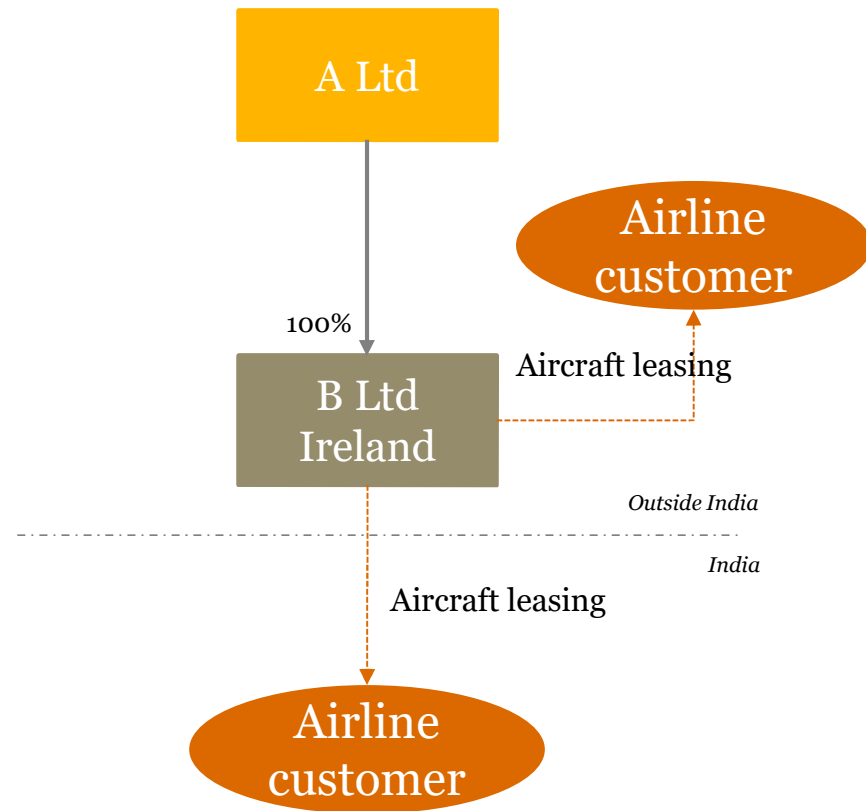 A Ltd
Airline
customer
100%
Aircraft leasing
B Ltd
Ireland
Outside India
India
Aircraft leasing
Airline
customer